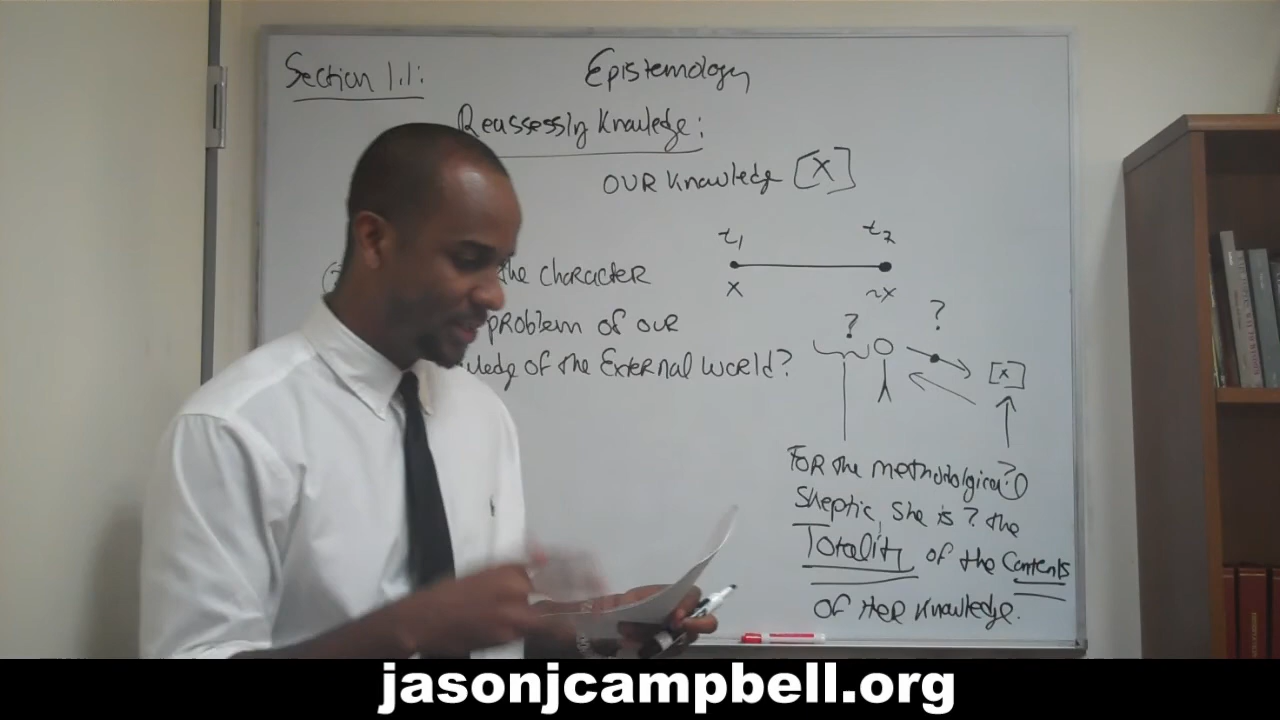 Section 1.1:
Epistemology
Reassessing Knowledge:
OUR Knowledge [X]
t1 t2
X ~X
the character
problem of our
of the External World?
? ?
[x]
For the methodological ?
Skeptic, she is ? the
Totality of the Contents
of Her Knowledge.
jasonjcampbell.org